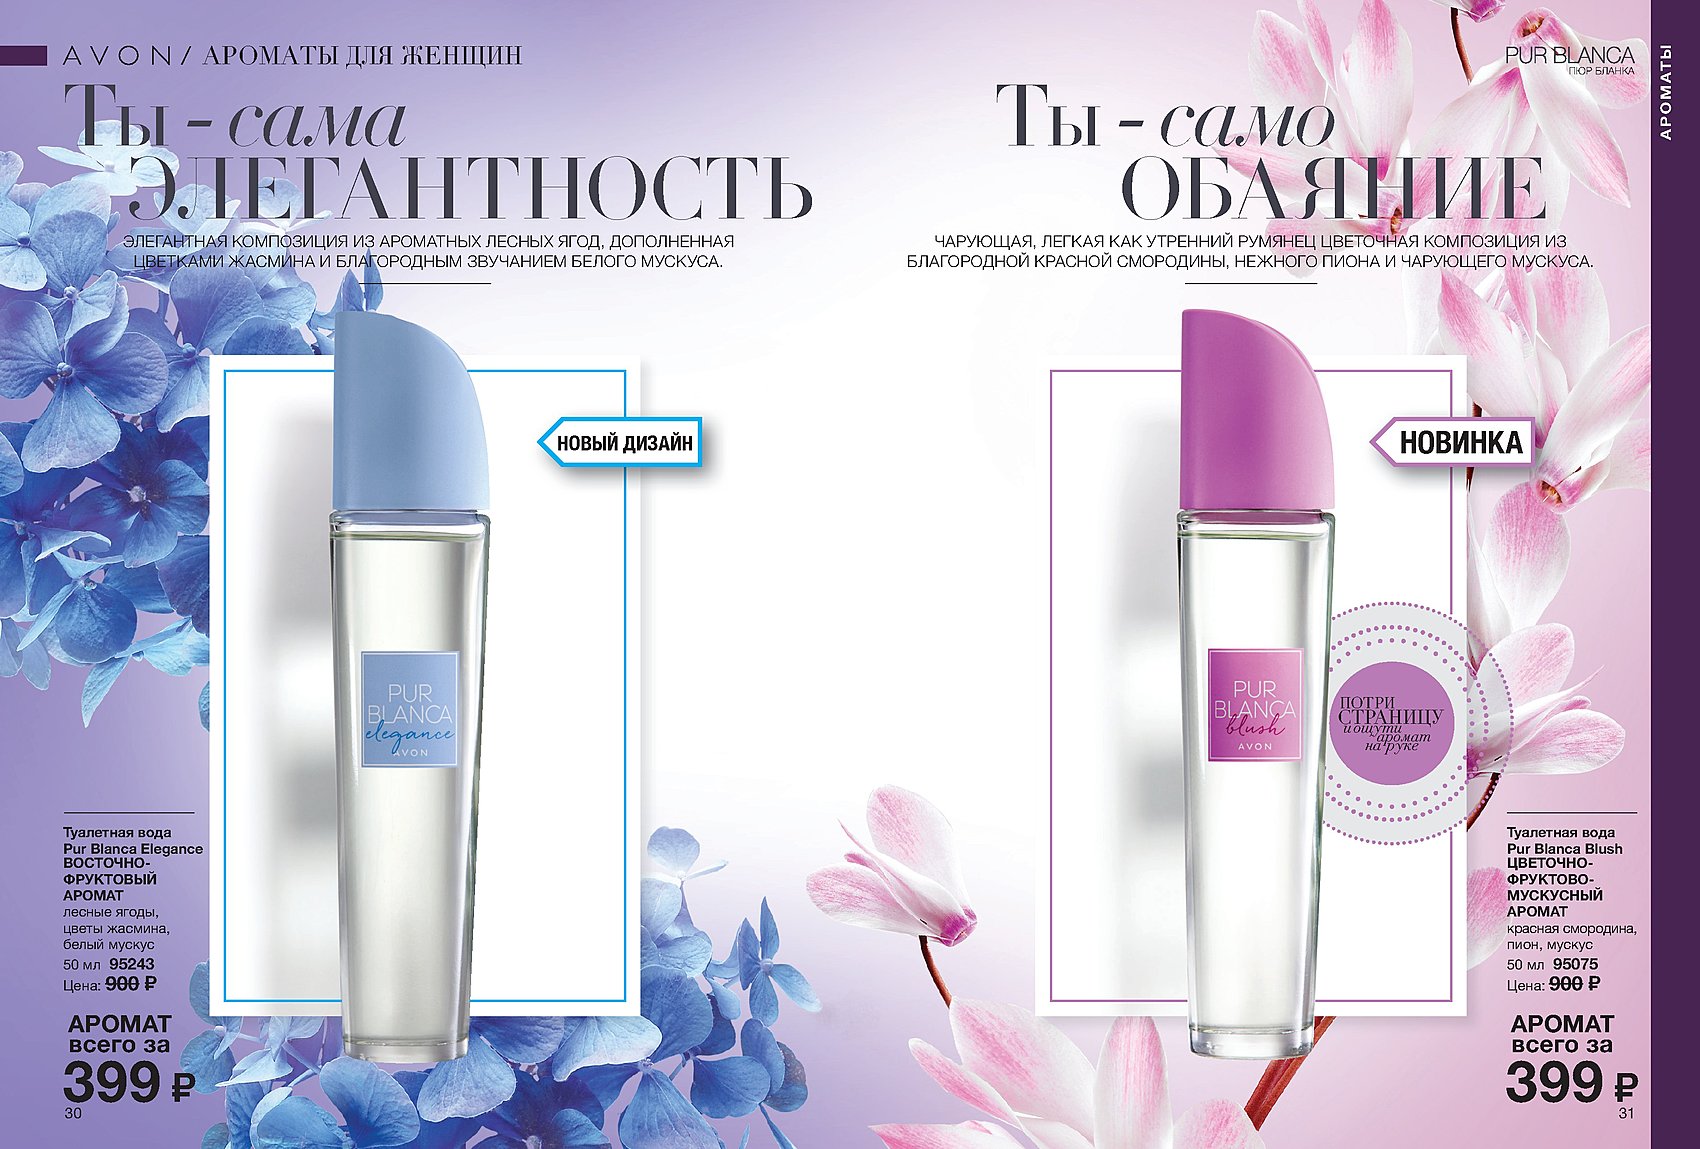 AVON / АРОМАТЫ ДЛЯ ЖЕНЩИН
Ты - сама
ЭЛЕГАНТНОСТЬ
ЭЛЕГАНТНАЯ КОМПОЗИЦИЯ ИЗ АРОМАТНЫХ ЛЕСНЫХ ЯГОД, ДОПОЛНЕННАЯ
ЦВЕТКАМИ ЖАСМИНА И БЛАГОРОДНЫМ ЗВУЧАНИЕМ БЕЛОГО МУСКУСА.
НОВЫЙ ДИЗАЙН
PUR
BLANCA
elegance
AVON
Туалетная вода
Pur Blanca Elegance
ВОСТОЧНО-
ФРУКТОВЫЙ
АРОМАТ
лесные ягоды,
цветы жасмина,
белый мускус
50 мл 95243
Цена: 900 ₽
АРОМАТ
всего за
399 ₽
30
PUR BLANCA
ПЮР БЛАНКА
АРОМАТЫ
Ты - само
ОБАЯНИЕ
ЧАРУЮЩАЯ, ЛЕГКАЯ КАК УТРЕННИЙ РУМЯНЕЦ ЦВЕТОЧНАЯ КОМПОЗИЦИЯ ИЗ
БЛАГОРОДНОЙ КРАСНОЙ СМОРОДИНЫ, НЕЖНОГО ПИОНА И ЧАРУЮЩЕГО МУСКУСА.
НОВИНКА
PUR
BLANCA
blush
AVON
ПОТРИ
СТРАНИЦУ
и ощути
аромат
на руке
Туалетная вода
Pur Blanca Blush
ЦВЕТОЧНО-
ФРУКТОВО-
МУСКУСНЫЙ
АРОМАТ
красная смородина,
пион, мускус
50 мл 95075
Цена: 900 ₽
АРОМАТ
всего за
399 ₽
31